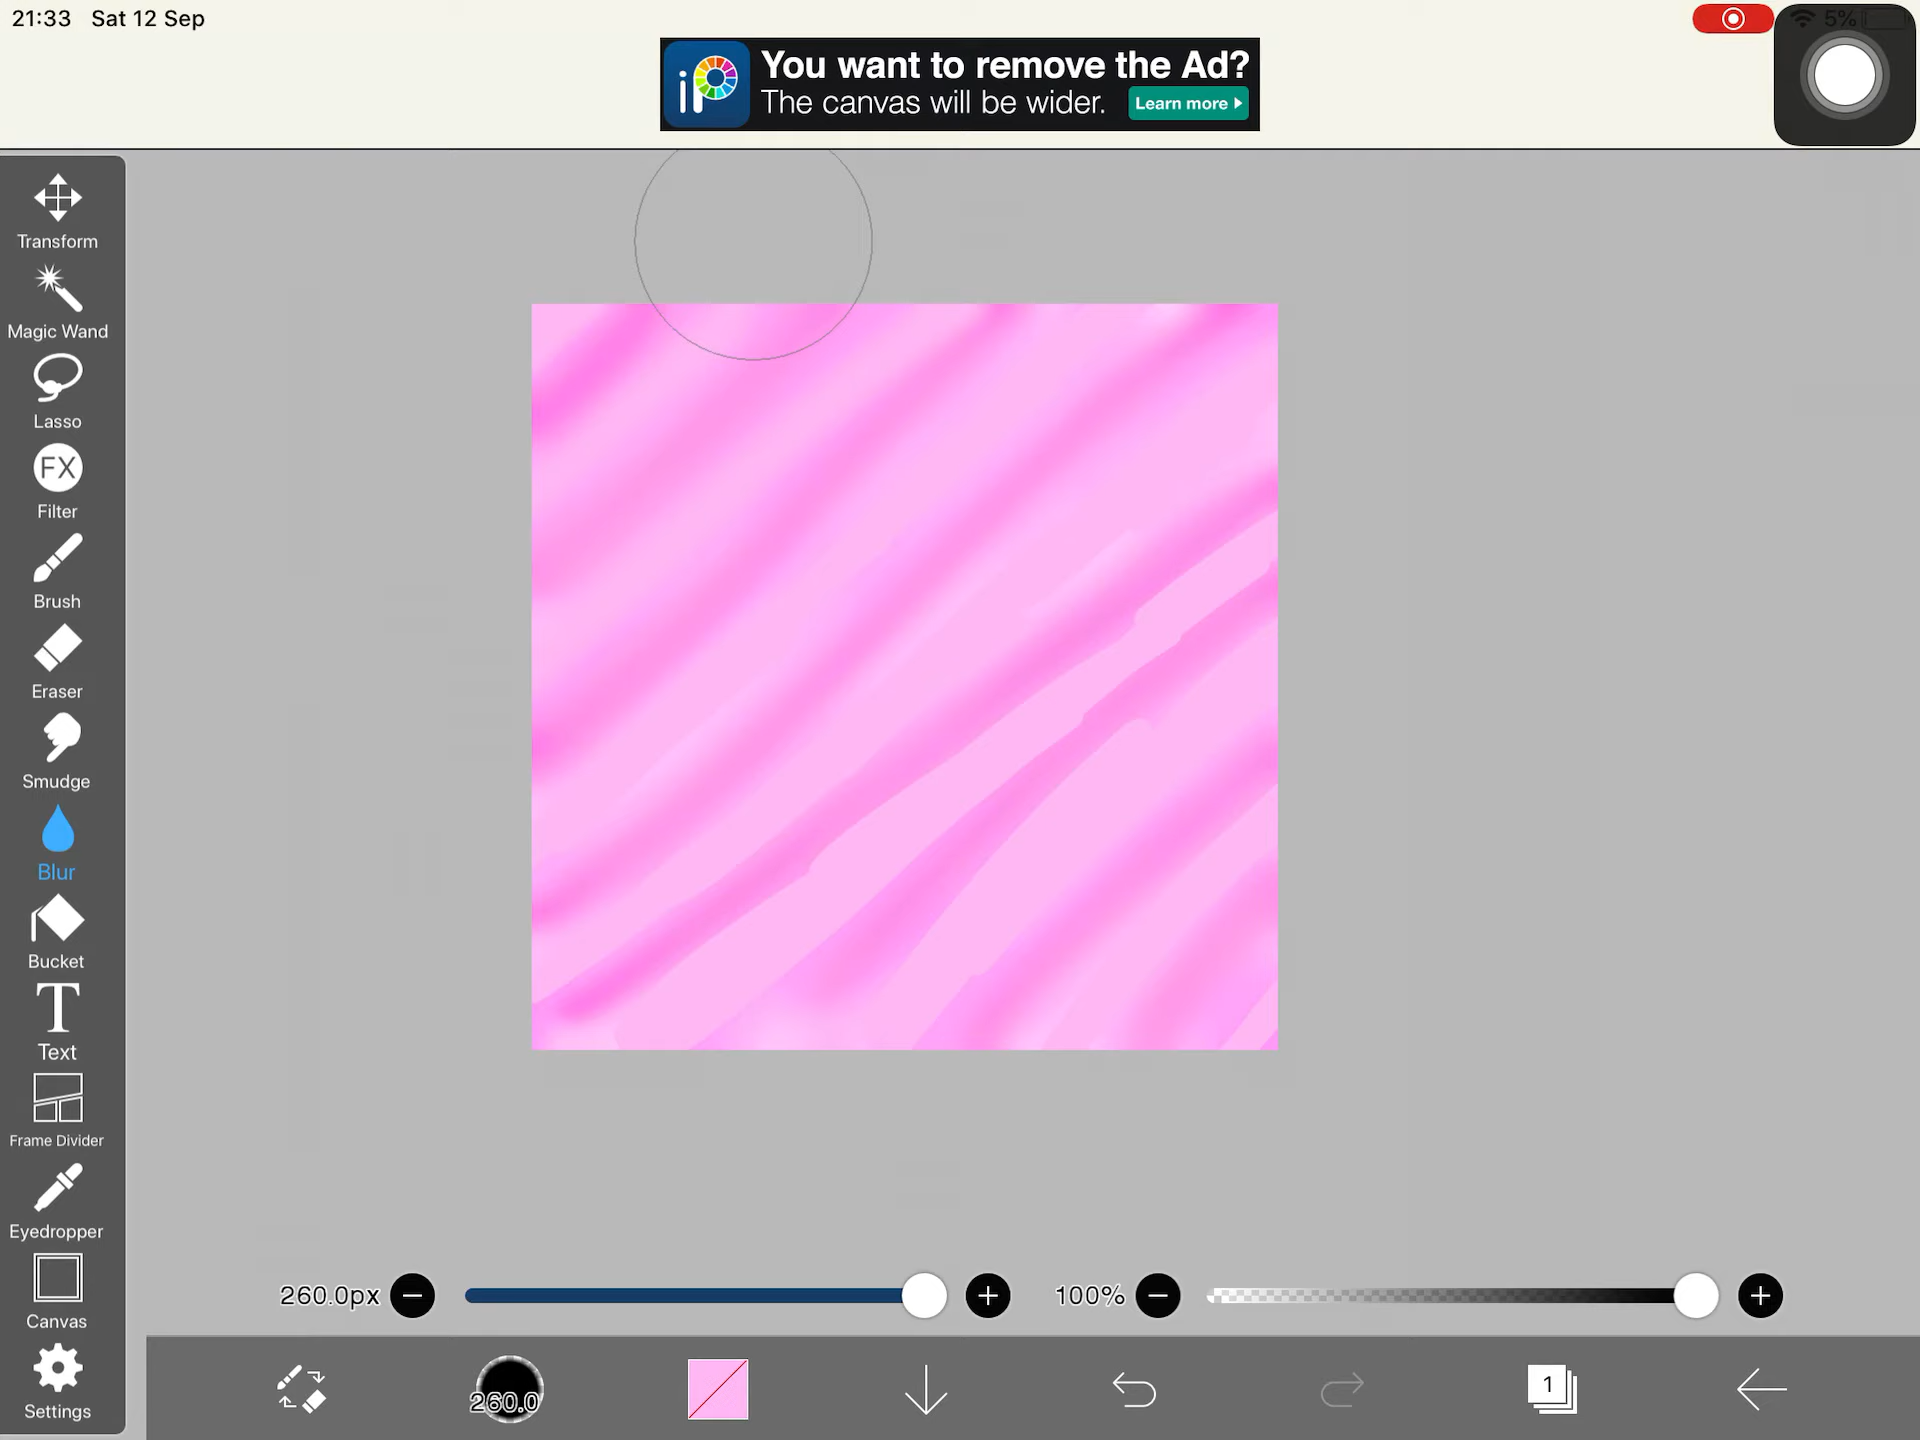 21:33 Sat 12 Sep
5%
iP
You want to remove the Ad?
The canvas will be wider.
Learn more
Transform
Magic Wand
Lasso
FX
Filter
Brush
Eraser
Smudge
Blur
Bucket
T
Text
Frame Divider
Eyedropper
Canvas
Settings
260.0px
100%
260.0
1